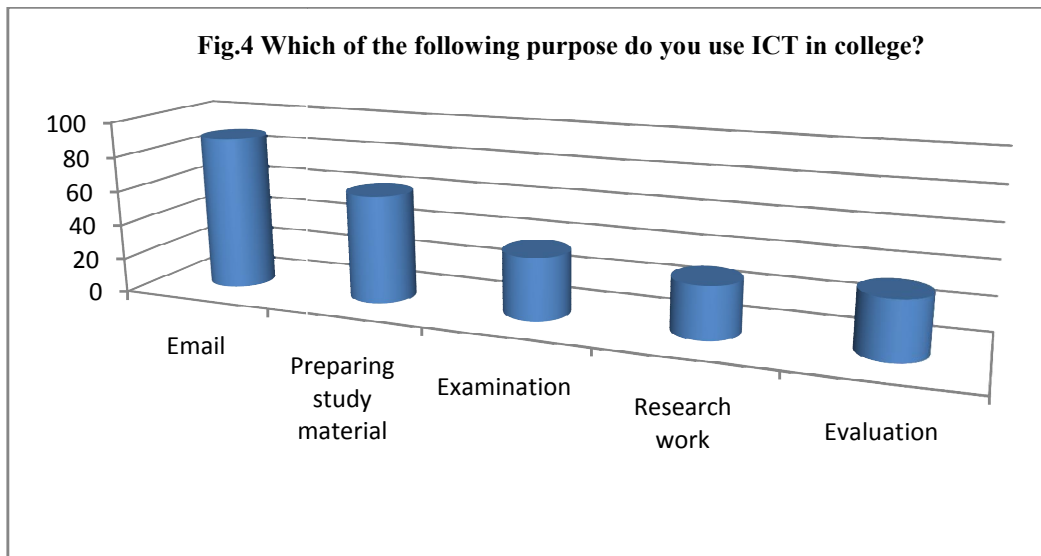 Fig.4 Which of the following purpose do you use ICT in college?
100
80
60
40
20
0
Email
Preparing
study
material
Examination
Research
work
Evaluation